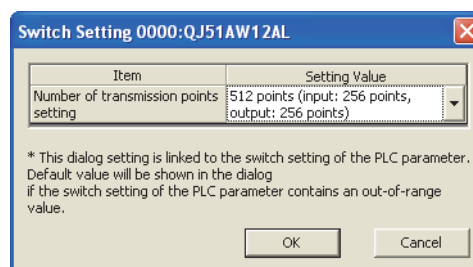 Switch Setting 0000:QJ51AW12AL
Item
Setting Value
Number of transmission points
setting
512 points (input: 256 points,
output: 256 points)
* This dialog setting is linked to the switch setting of the PLC parameter.
Default value will be shown in the dialog
if the switch setting of the PLC parameter contains an out-of-range
value.
OK
Cancel